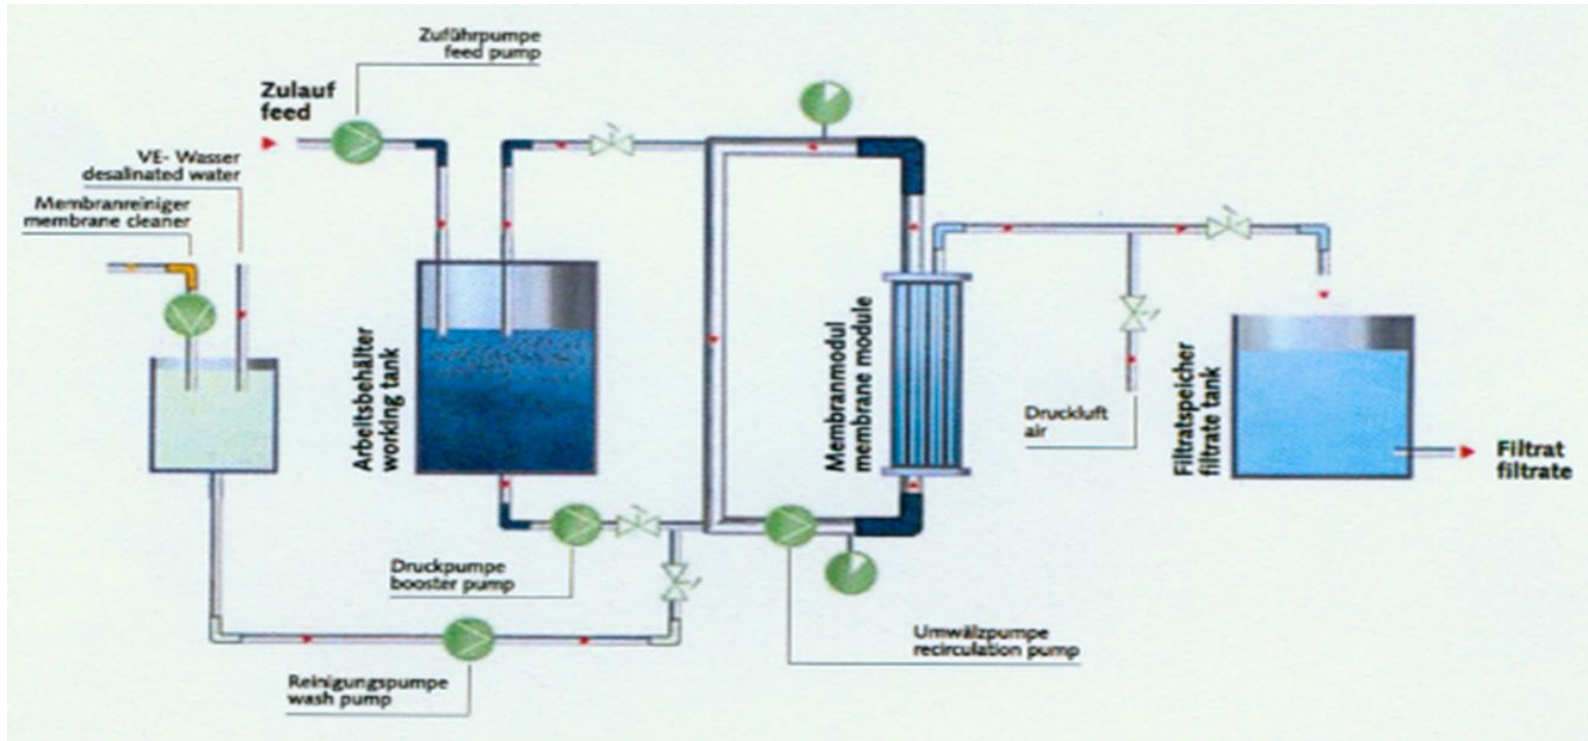 Zuführpumpe
feed pump
Zulauf
feed
VE- Wasser
desalinated water
Membranreiniger
membrane cleaner
Arbeitsbehälter
working tank
Membranmodul
membrane module
Druckluft
air
Filtratspeicher
filtrate tank
Filtrat
filtrate
Druckpumpe
booster pump
Umwälzpumpe
recirculation pump
Reinigungspumpe
wash pump